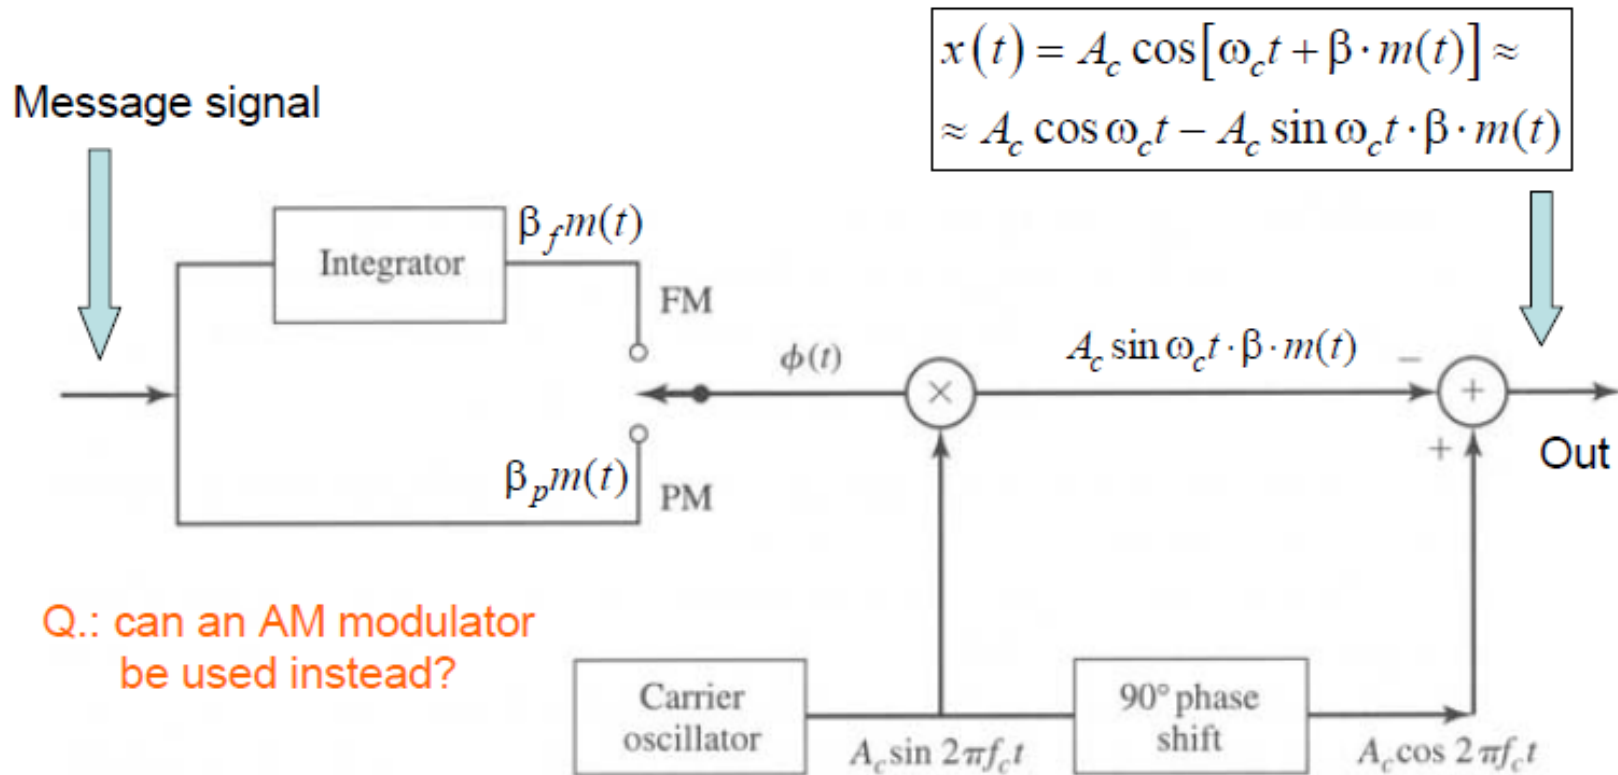 x(t) = A_c cos[ω_c t + β · m(t)] ≈
≈ A_c cos ω_c t − A_c sin ω_c t · β · m(t)
Message signal
Integrator
β_f m(t)
FM
ϕ(t)
×
A_c sin ω_c t · β · m(t)
−
+
+
Out
β_p m(t)
PM
Q.: can an AM modulator
be used instead?
Carrier
oscillator
A_c sin 2πf_c t
90° phase
shift
A_c cos 2πf_c t